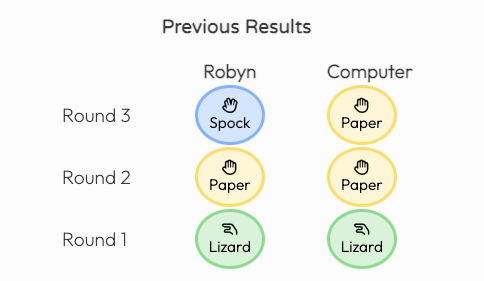 Previous Results
Robyn Computer
Round 3 Spock Paper
Round 2 Paper Paper
Round 1 Lizard Lizard